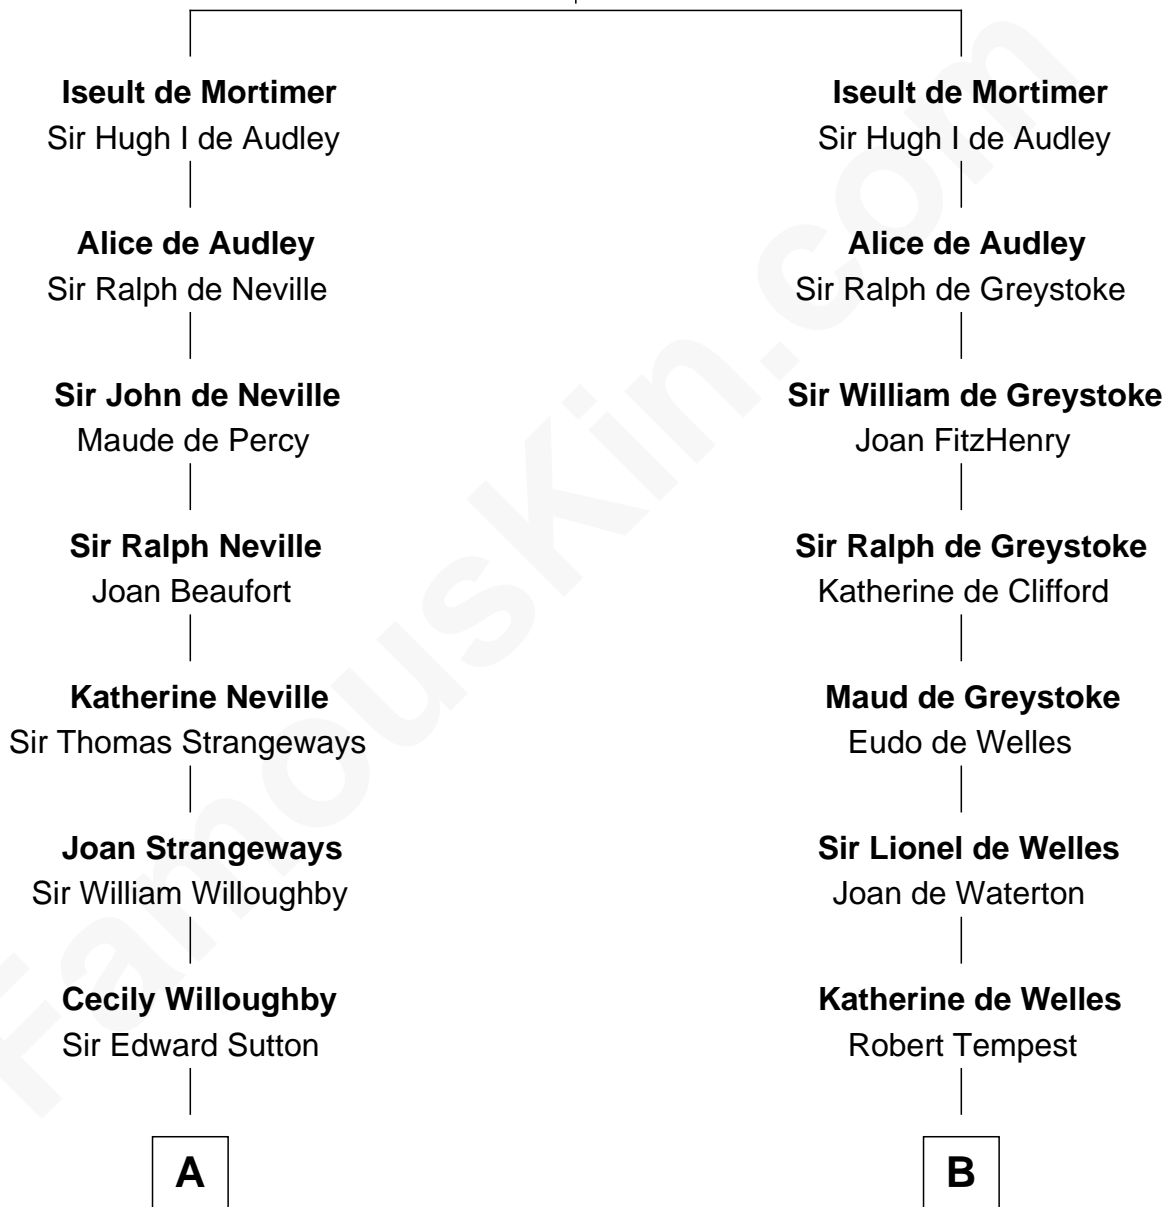 Iseult de Mortimer
Sir Hugh I de Audley
Alice de Audley
Sir Ralph de Neville
Sir John de Neville
Maude de Percy
Sir Ralph Neville
Joan Beaufort
Katherine Neville
Sir Thomas Strangeways
Joan Strangeways
Sir William Willoughby
Cecily Willoughby
Sir Edward Sutton
A
Iseult de Mortimer
Sir Hugh I de Audley
Alice de Audley
Sir Ralph de Greystoke
Sir William de Greystoke
Joan FitzHenry
Sir Ralph de Greystoke
Katherine de Clifford
Maud de Greystoke
Eudo de Welles
Sir Lionel de Welles
Joan de Waterton
Katherine de Welles
Robert Tempest
B
FamousKin.com